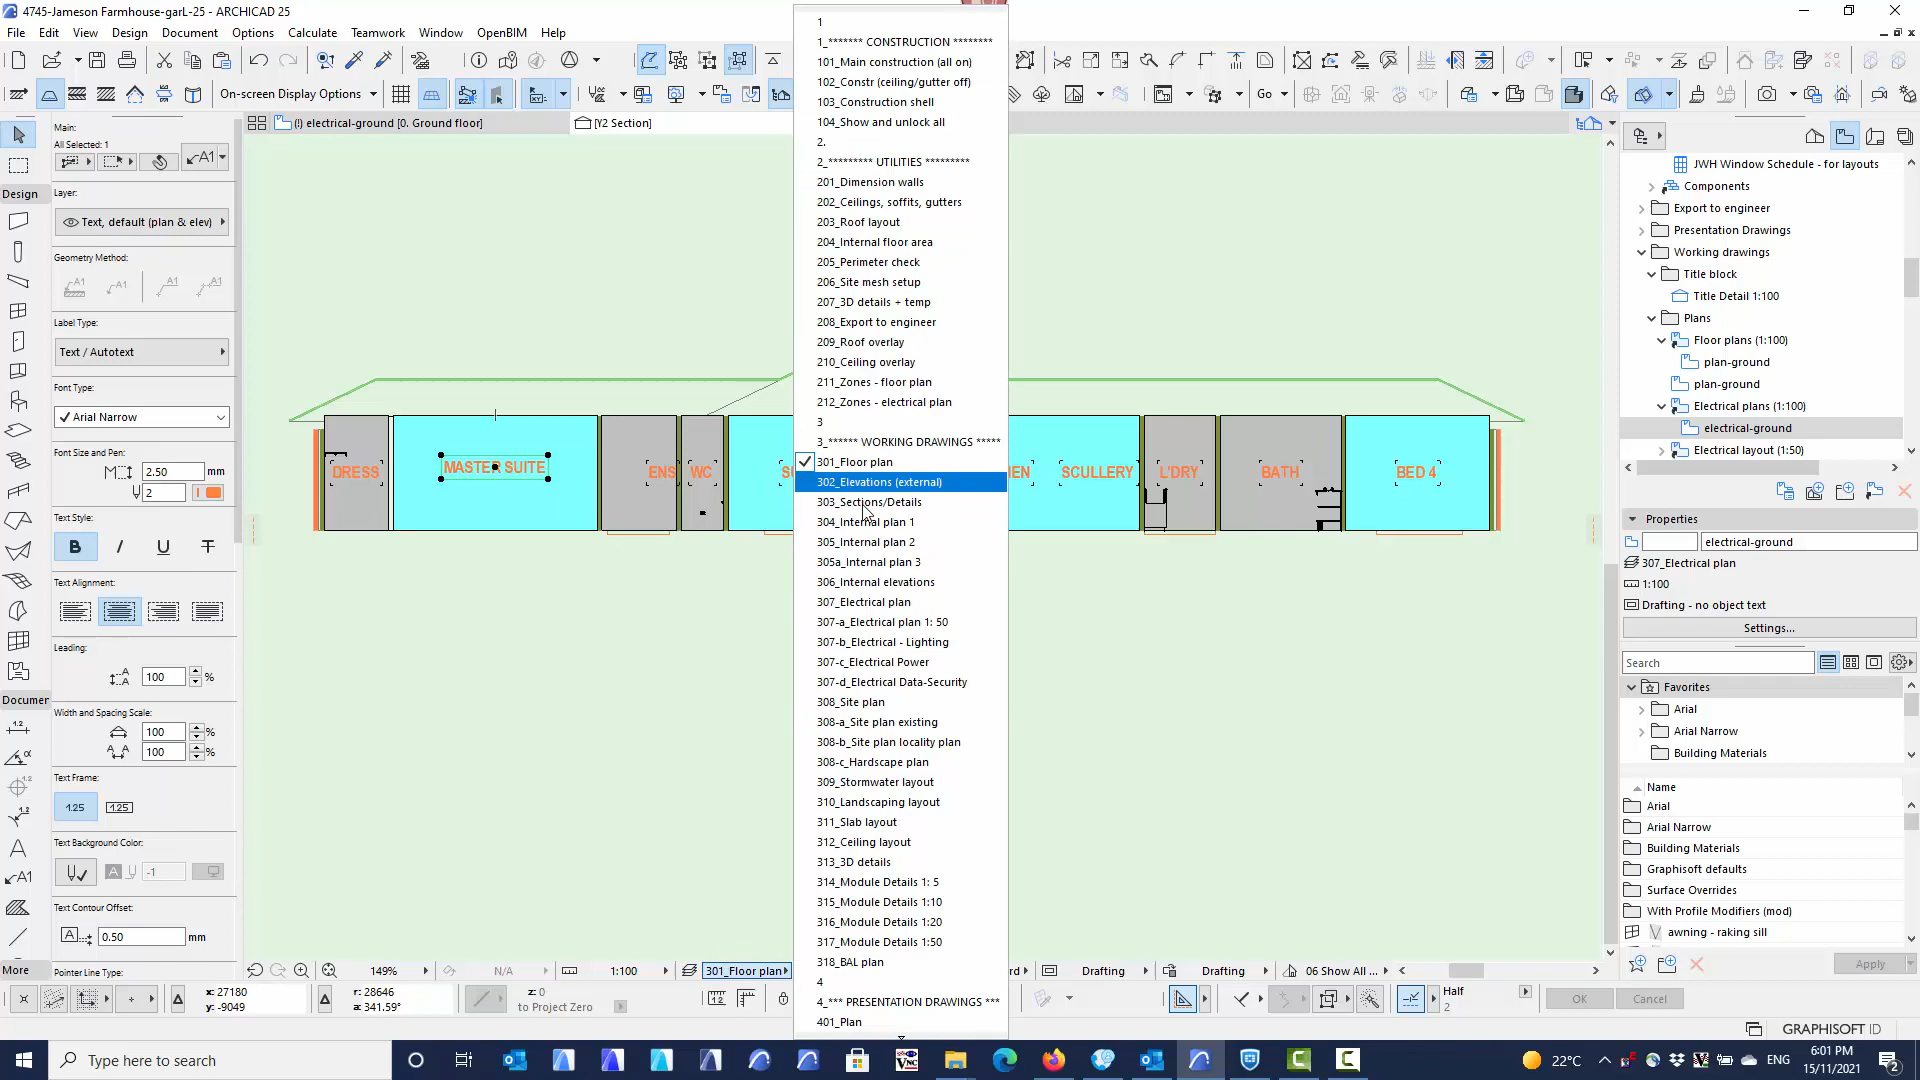 4745-Jameson Farmhouse-garL-25 - ARCHICAD 25
File Edit View Design Document Options Calculate Teamwork Window OpenBIM Help
On-screen Display Options
Go
(!) electrical-ground [0. Ground floor]
[Y2 Section]
Main:
All Selected: 1
Layer:
Text, default (plan & elev)
Geometry Method:
Label Type:
Text / Autotext
Font Type:
Arial Narrow
Font Size and Pen:
2.50 mm
2
Text Style:
B I U T
Text Alignment:
Leading:
100 %
Width and Spacing Scale:
100 %
100 %
Text Frame:
1.25 1.25
Text Background Color:
-1
Text Contour Offset:
0.50 mm
Pointer Line Type:
Design
More
DRESS
MASTER SUITE
ENS
WC
SCULLERY
L'DRY
BATH
BED 4
1
1_******* CONSTRUCTION ********
101_Main construction (all on)
102_Constr (ceiling/gutter off)
103_Construction shell
104_Show and unlock all
2.
2_********* UTILITIES *********
201_Dimension walls
202_Ceilings, soffits, gutters
203_Roof layout
204_Internal floor area
205_Perimeter check
206_Site mesh setup
207_3D details + temp
208_Export to engineer
209_Roof overlay
210_Ceiling overlay
211_Zones - floor plan
212_Zones - electrical plan
3
3_****** WORKING DRAWINGS *****
301_Floor plan
302_Elevations (external)
303_Sections/Details
304_Internal plan 1
305_Internal plan 2
305a_Internal plan 3
306_Internal elevations
307_Electrical plan
307-a_Electrical plan 1: 50
307-b_Electrical - Lighting
307-c_Electrical Power
307-d_Electrical Data-Security
308_Site plan
308-a_Site plan existing
308-b_Site plan locality plan
308-c_Hardscape plan
309_Stormwater layout
310_Landscaping layout
311_Slab layout
312_Ceiling layout
313_3D details
314_Module Details 1: 5
315_Module Details 1:10
316_Module Details 1:20
317_Module Details 1:50
318_BAL plan
4
4_*** PRESENTATION DRAWINGS ***
401_Plan
JWH Window Schedule - for layouts
Components
Export to engineer
Presentation Drawings
Working drawings
Title block
Title Detail 1:100
Plans
Floor plans (1:100)
plan-ground
plan-ground
Electrical plans (1:100)
electrical-ground
Electrical layout (1:50)
Properties
electrical-ground
307_Electrical plan
1:100
Drafting - no object text
Settings...
Search
Favorites
Arial
Arial Narrow
Building Materials
Name
Arial
Arial Narrow
Building Materials
Graphisoft defaults
Surface Overrides
With Profile Modifiers (mod)
awning - raking sill
Apply
149% N/A 1:100 301_Floor plan Drafting Drafting 06 Show All ...
x: 27180
y: -9049
r: 28646
a: 341.59°
z: 0
to Project Zero
Half
2
OK Cancel
GRAPHISOFT ID
Type here to search
22°C
ENG
6:01 PM
15/11/2021
2